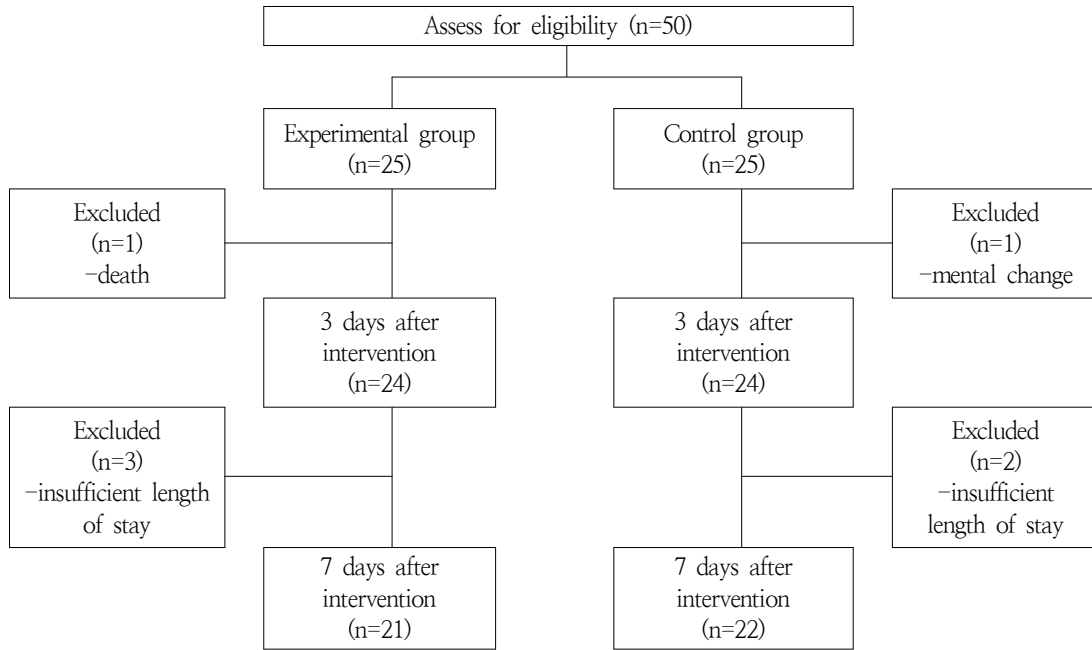 Assess for eligibility (n=50)
Experimental group
(n=25)
Control group
(n=25)
Excluded
(n=1)
-death
Excluded
(n=1)
-mental change
3 days after
intervention
(n=24)
3 days after
intervention
(n=24)
Excluded
(n=3)
-insufficient length
of stay
Excluded
(n=2)
-insufficient
length of stay
7 days after
intervention
(n=21)
7 days after
intervention
(n=22)